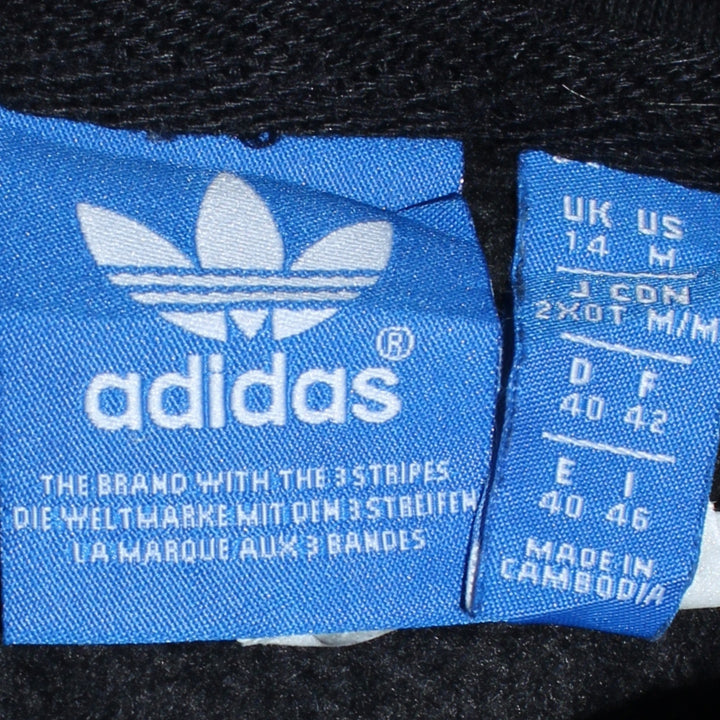 adidas®
THE BRAND WITH THE 3 STRIPES
DIE WELTMARKE MIT DEN 3 STREIFEN
LA MARQUE AUX 3 BANDES
UK US
14 M
J CDN
2XOT M/M
D F
40 42
E I
40 46
MADE IN
CAMBODIA